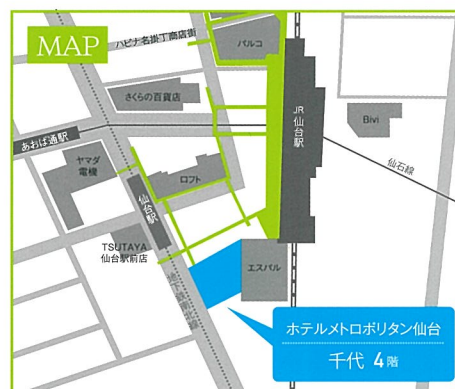 MAP
ハピナ名掛丁商店街
パルコ
さくらの百貨店
JR
仙台駅
Bivi
あおば通駅
ヤマダ
電機
ロフト
仙石線
仙台駅
TSUTAYA
仙台駅前店
エスパル
ホテルメトロポリタン仙台
千代 4階